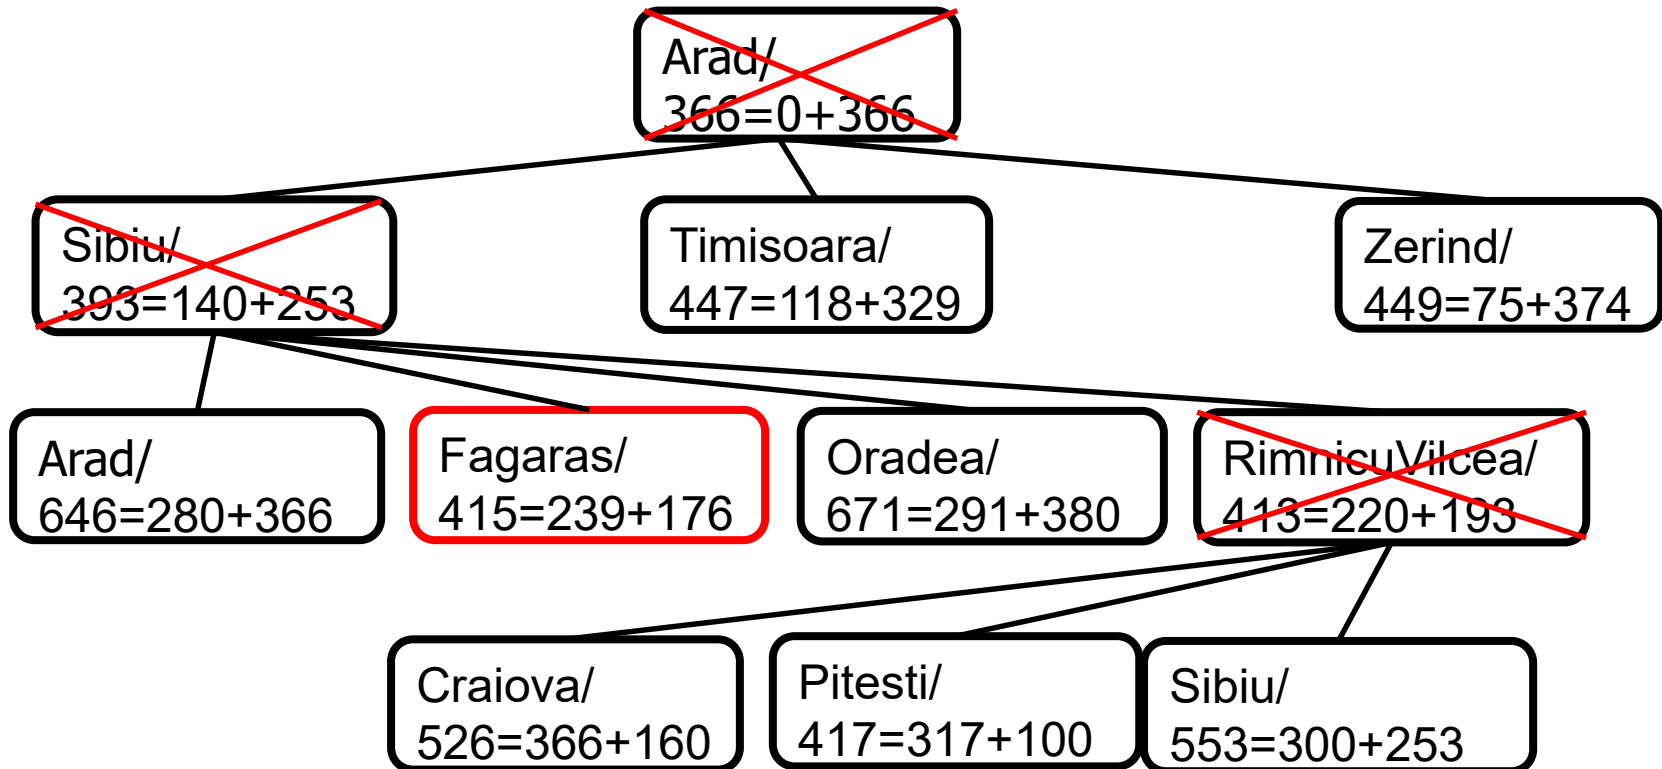 Arad/
366=0+366
Sibiu/
393=140+253
Timisoara/
447=118+329
Zerind/
449=75+374
Arad/
646=280+366
Fagaras/
415=239+176
Oradea/
671=291+380
RimnicuVilcea/
413=220+193
Craiova/
526=366+160
Pitesti/
417=317+100
Sibiu/
553=300+253